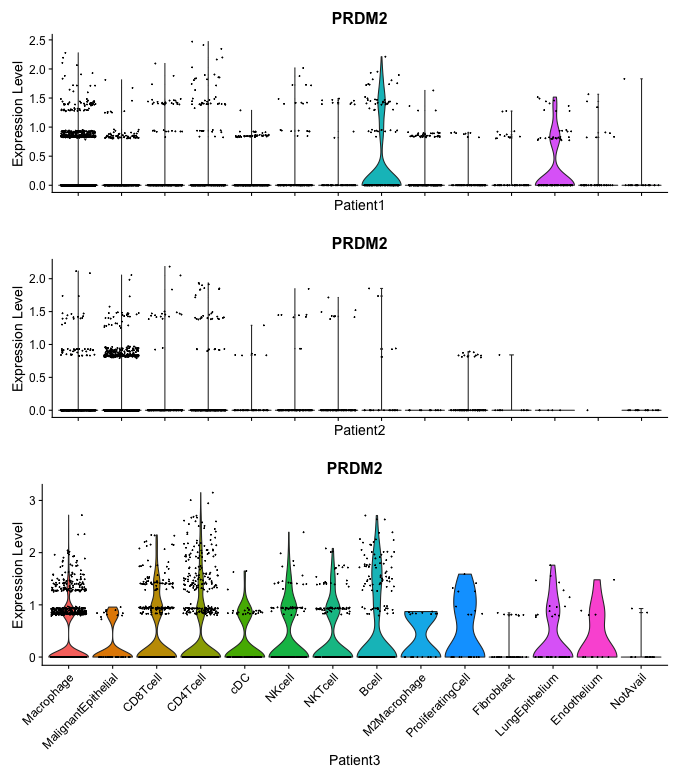 PRDM2
Expression Level
2.5
2.0
1.5
1.0
0.5
0.0
Patient1
PRDM2
Expression Level
2.0
1.5
1.0
0.5
0.0
Patient2
PRDM2
Expression Level
3
2
1
0
Macrophage
MalignantEpithelial
CD8Tcell
CD4Tcell
cDC
NKcell
NKTcell
Bcell
M2Macrophage
ProliferatingCell
Fibroblast
LungEpithelium
Endothelium
NotAvail
Patient3